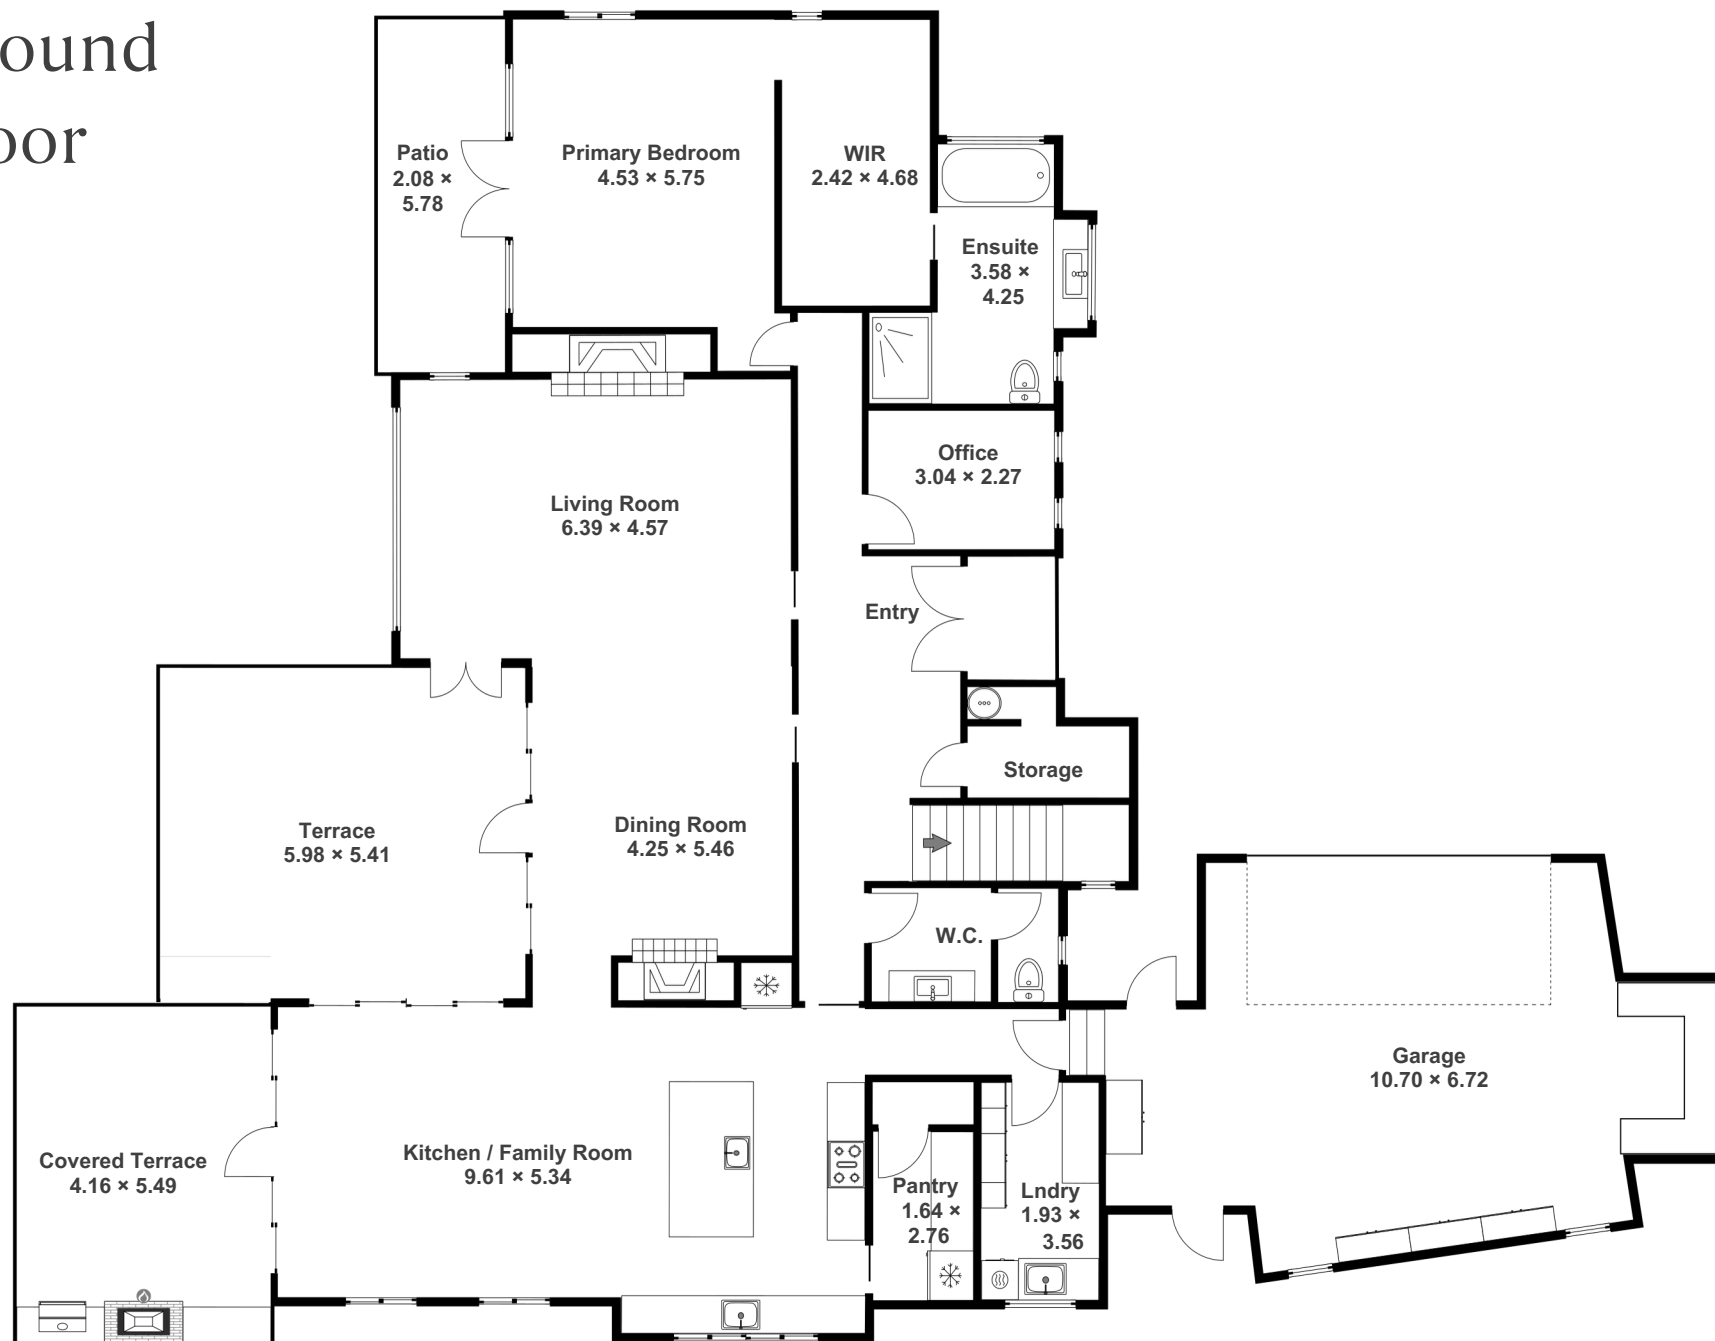 ound
oor
Patio
2.08 ×
5.78
Primary Bedroom
4.53 × 5.75
WIR
2.42 × 4.68
Ensuite
3.58 ×
4.25
Office
3.04 × 2.27
Living Room
6.39 × 4.57
Entry
Storage
Terrace
5.98 × 5.41
Dining Room
4.25 × 5.46
W.C.
Garage
10.70 × 6.72
Covered Terrace
4.16 × 5.49
Kitchen / Family Room
9.61 × 5.34
Pantry
1.64 ×
2.76
Lndry
1.93 ×
3.56